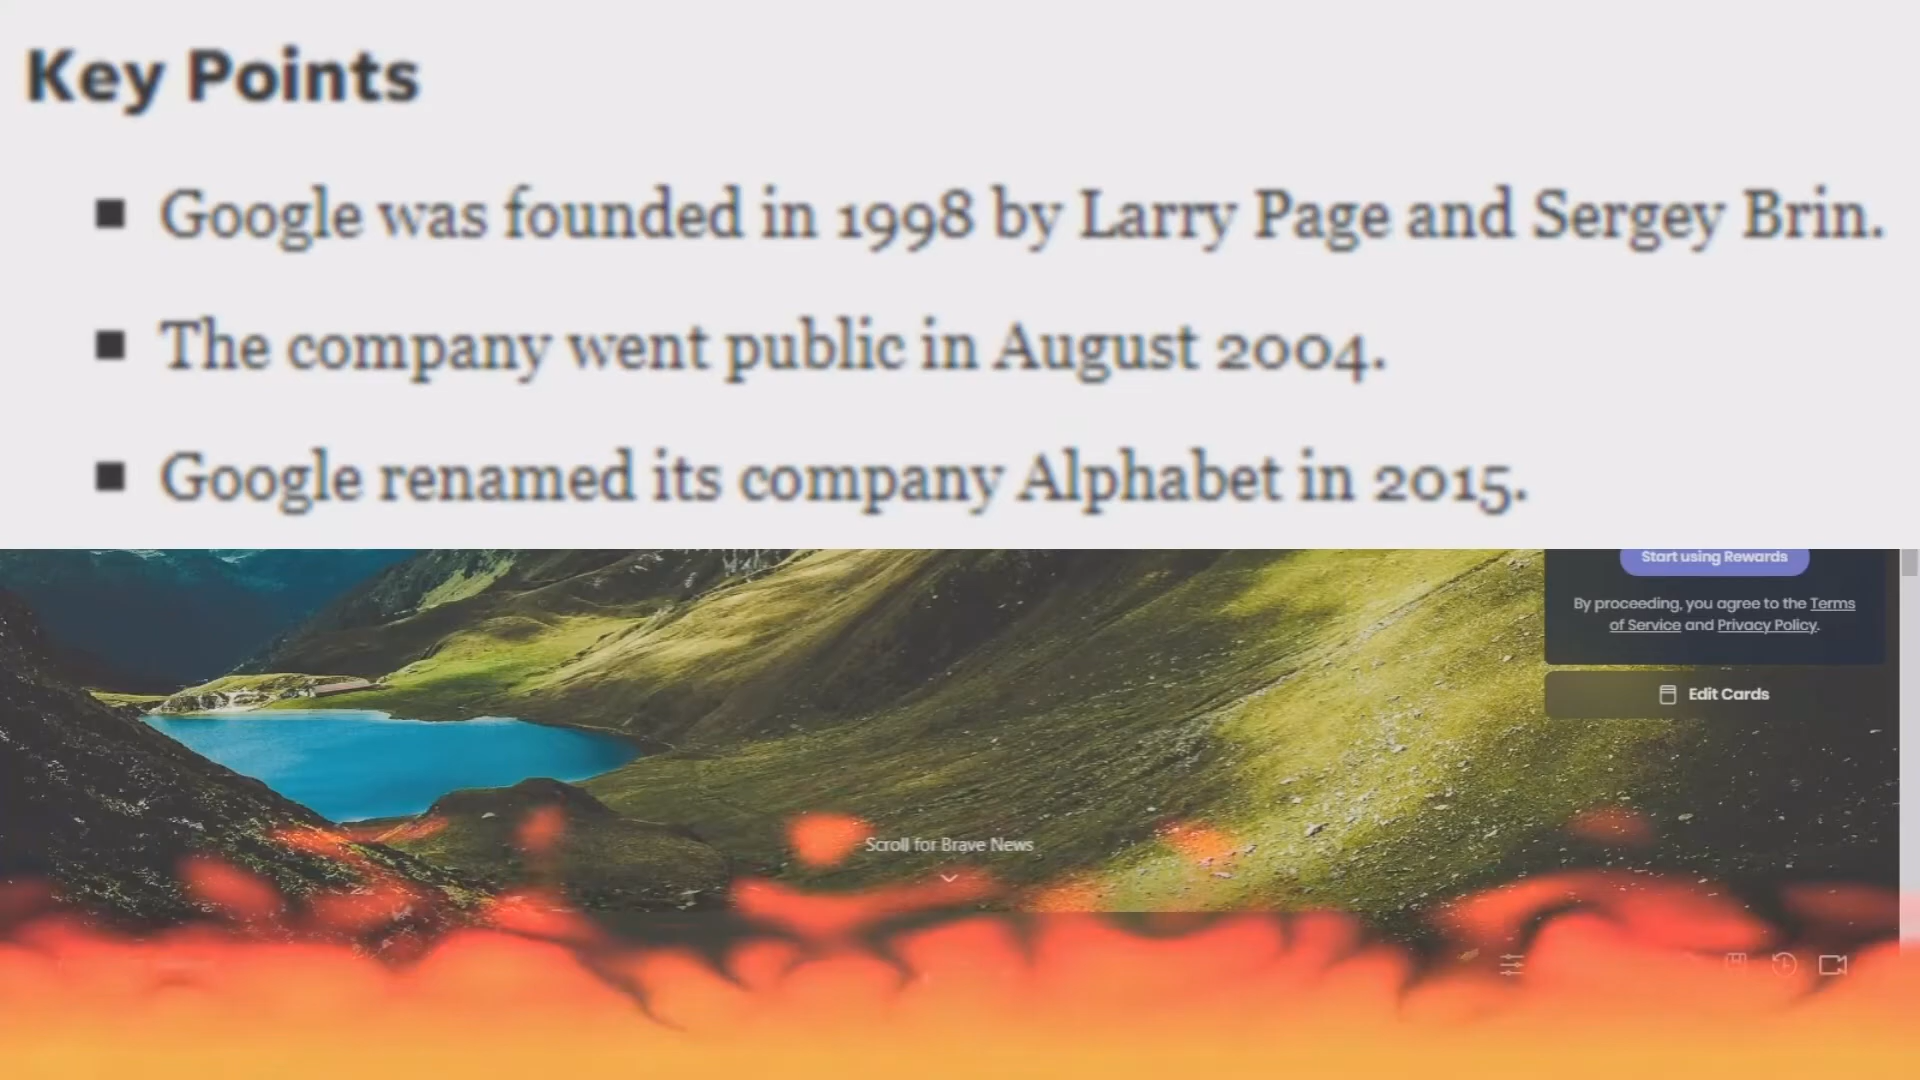 Key Points
Google was founded in 1998 by Larry Page and Sergey Brin.
The company went public in August 2004.
Google renamed its company Alphabet in 2015.
Start using Rewards
By proceeding, you agree to the Terms
of Service and Privacy Policy.
Edit Cards
Scroll for Brave News